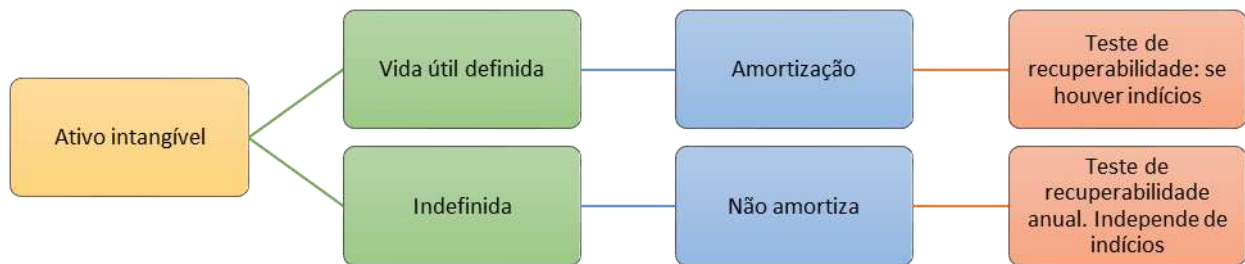 Ativo intangível
Vida útil definida
Amortização
Teste de
recuperabilidade: se
houver indícios
Indefinida
Não amortiza
Teste de
recuperabilidade
anual. Independe de
indícios